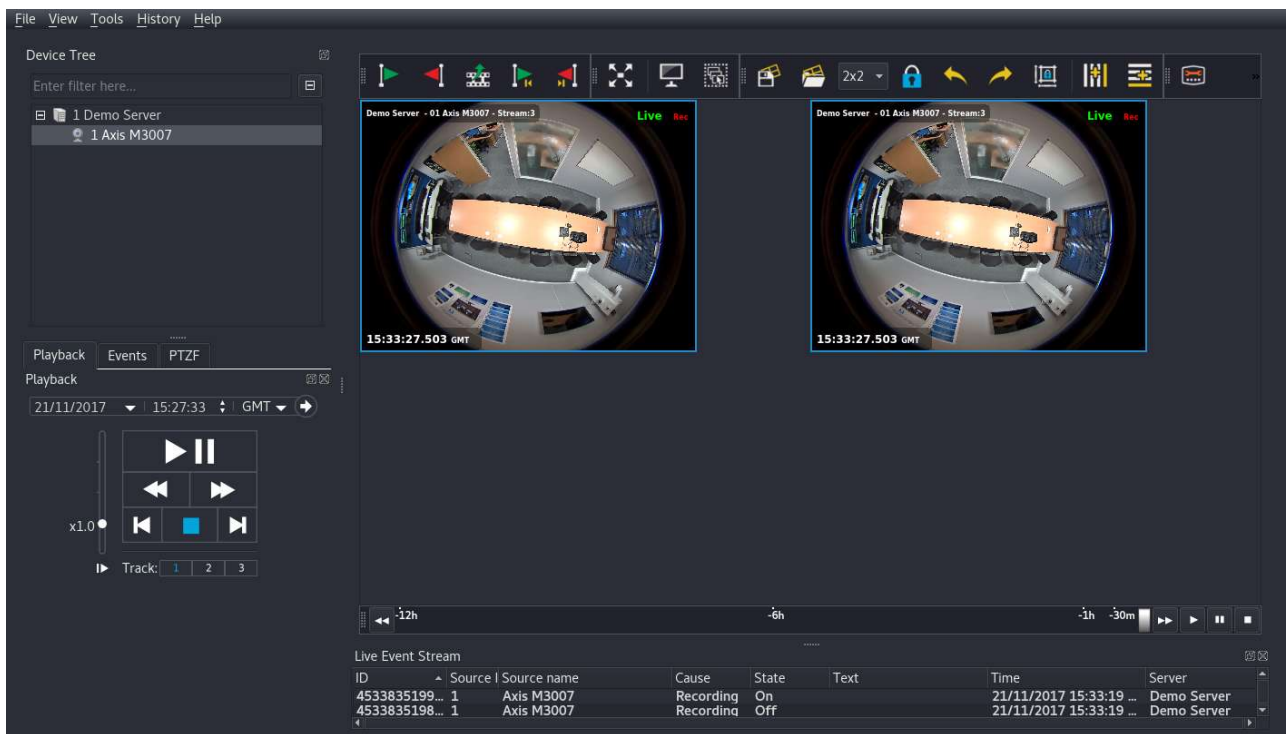 File View Tools History Help
Device Tree
Enter filter here...
1 Demo Server
1 Axis M3007
Playback Events PTZF
Playback
21/11/2017 15:27:33 GMT
x1.0
Track: 1 2 3
2x2
Demo Server - 01 Axis M3007 - Stream:3 Live Rec
15:33:27.503 GMT
Demo Server - 01 Axis M3007 - Stream:3 Live Rec
15:33:27.503 GMT
-12h -6h -1h -30m
Live Event Stream
ID Source I Source name Cause State Text Time Server
4533835199... 1 Axis M3007 Recording On 21/11/2017 15:33:19 ... Demo Server
4533835198... 1 Axis M3007 Recording Off 21/11/2017 15:33:19 ... Demo Server